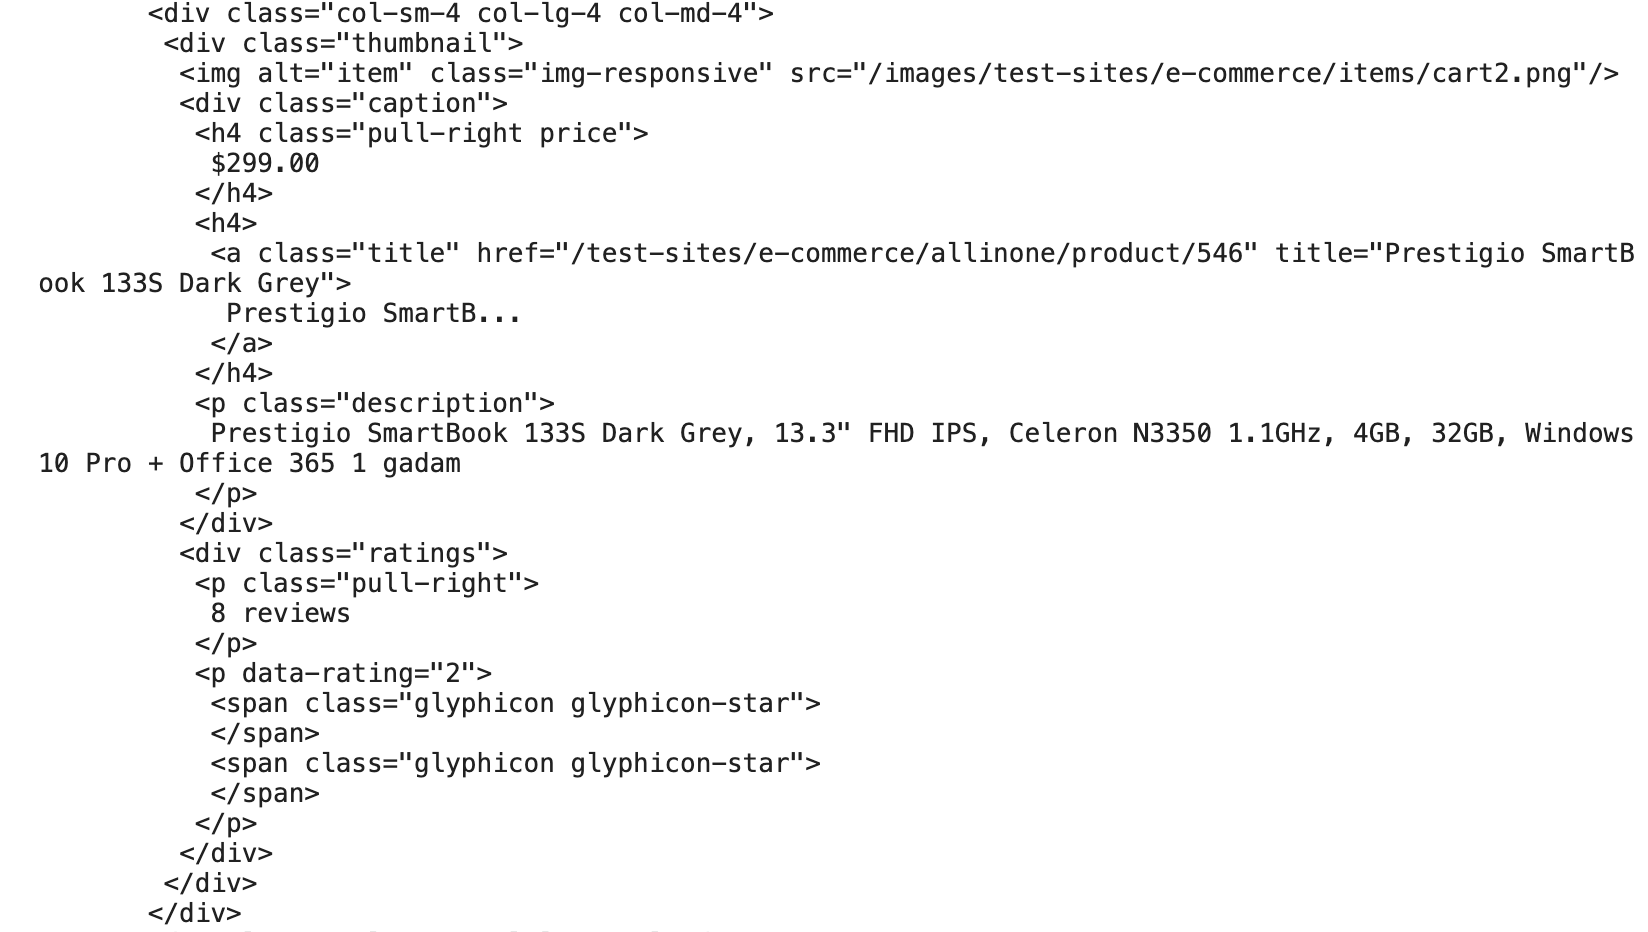 <div class="col-sm-4 col-lg-4 col-md-4">
<div class="thumbnail">
<img alt="item" class="img-responsive" src="/images/test-sites/e-commerce/items/cart2.png"/>
<div class="caption">
<h4 class="pull-right price">
$299.00
</h4>
<h4>
<a class="title" href="/test-sites/e-commerce/allinone/product/546" title="Prestigio SmartB
ook 133S Dark Grey">
Prestigio SmartB...
</a>
</h4>
<p class="description">
Prestigio SmartBook 133S Dark Grey, 13.3" FHD IPS, Celeron N3350 1.1GHz, 4GB, 32GB, Windows
10 Pro + Office 365 1 gadam
</p>
</div>
<div class="ratings">
<p class="pull-right">
8 reviews
</p>
<p data-rating="2">
<span class="glyphicon glyphicon-star">
</span>
<span class="glyphicon glyphicon-star">
</span>
</p>
</div>
</div>
</div>